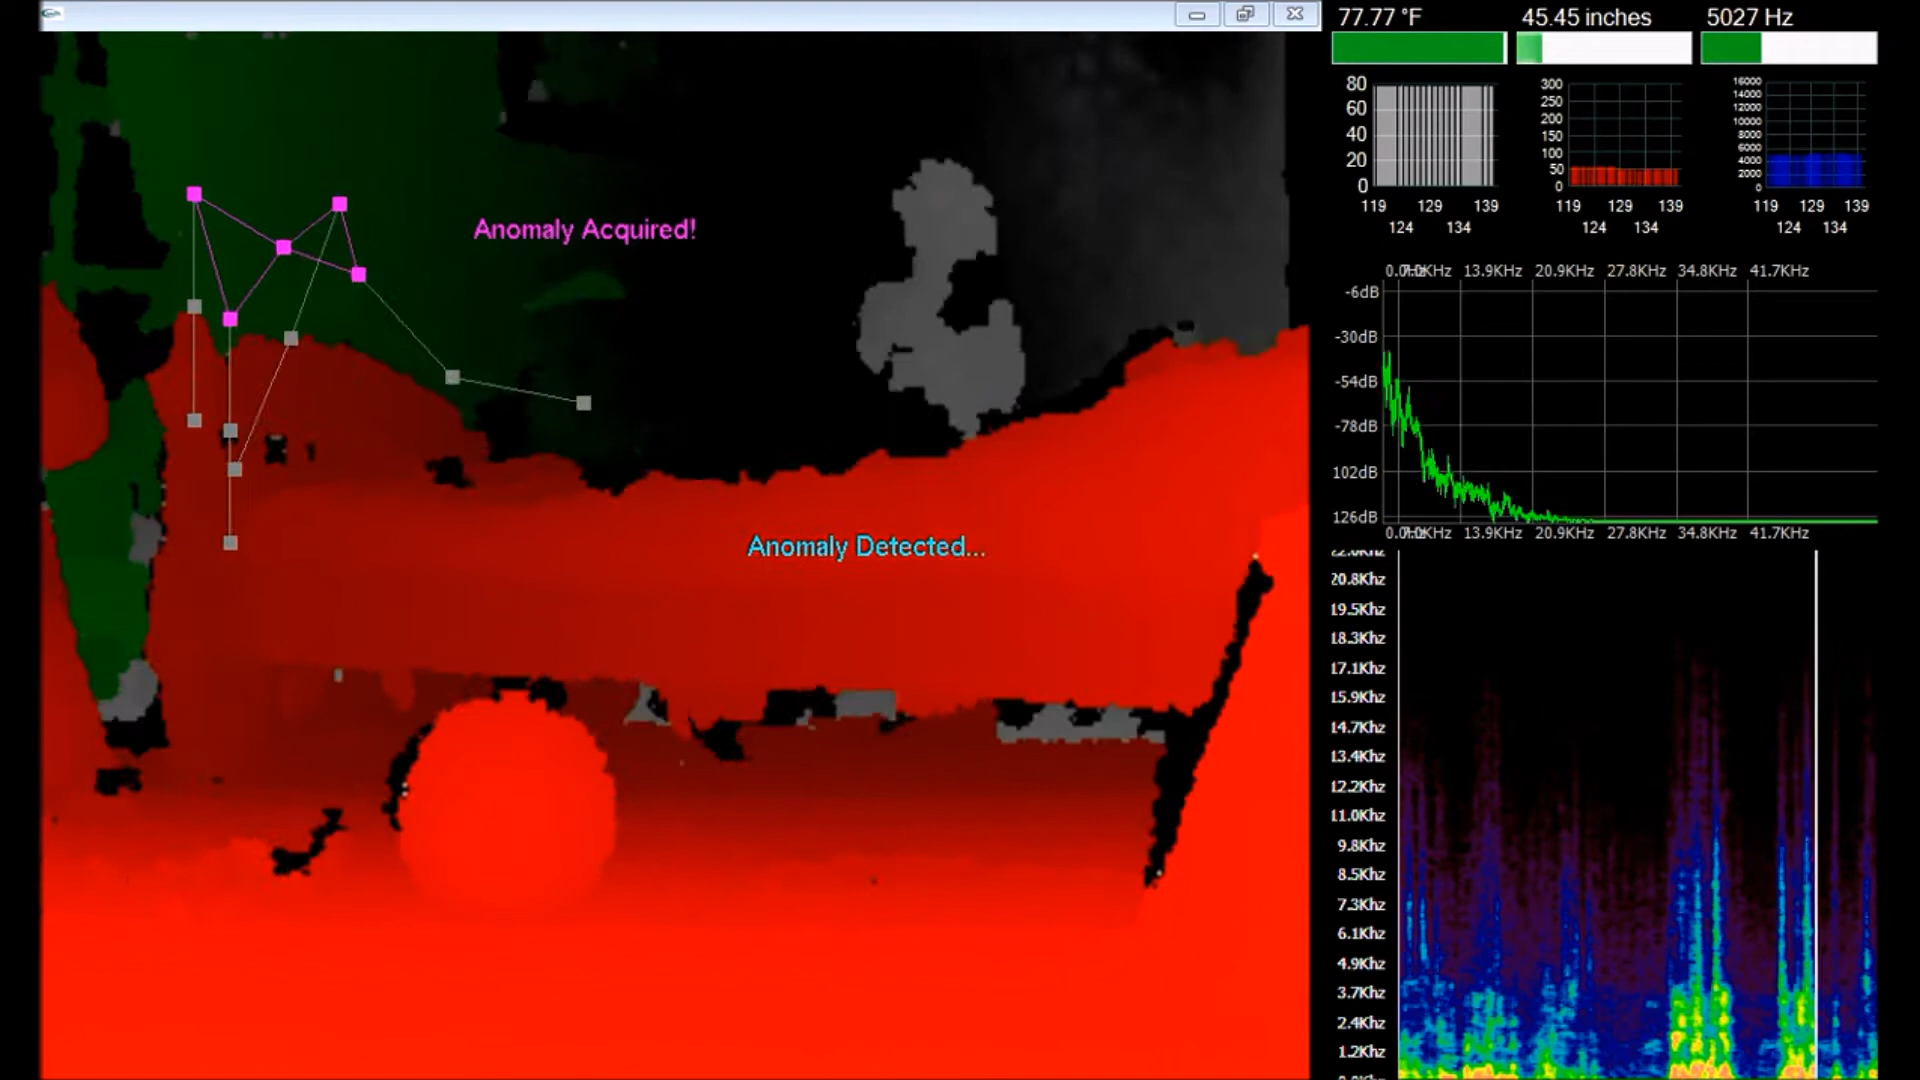 77.77 °F
45.45 inches
5027 Hz
80
60
40
20
0
119
129
139
124
134
300
250
200
150
100
50
0
119
129
139
124
134
16000
14000
12000
10000
8000
6000
4000
2000
0
119
129
139
124
134
Anomaly Acquired!
Anomaly Detected...
13.9KHz 20.9KHz 27.8KHz 34.8KHz 41.7KHz
-6dB
-30dB
-54dB
-78dB
102dB
126dB
13.9KHz 20.9KHz 27.8KHz 34.8KHz 41.7KHz
20.8Khz
19.5Khz
18.3Khz
17.1Khz
15.9Khz
14.7Khz
13.4Khz
12.2Khz
11.0Khz
9.8Khz
8.5Khz
7.3Khz
6.1Khz
4.9Khz
3.7Khz
2.4Khz
1.2Khz